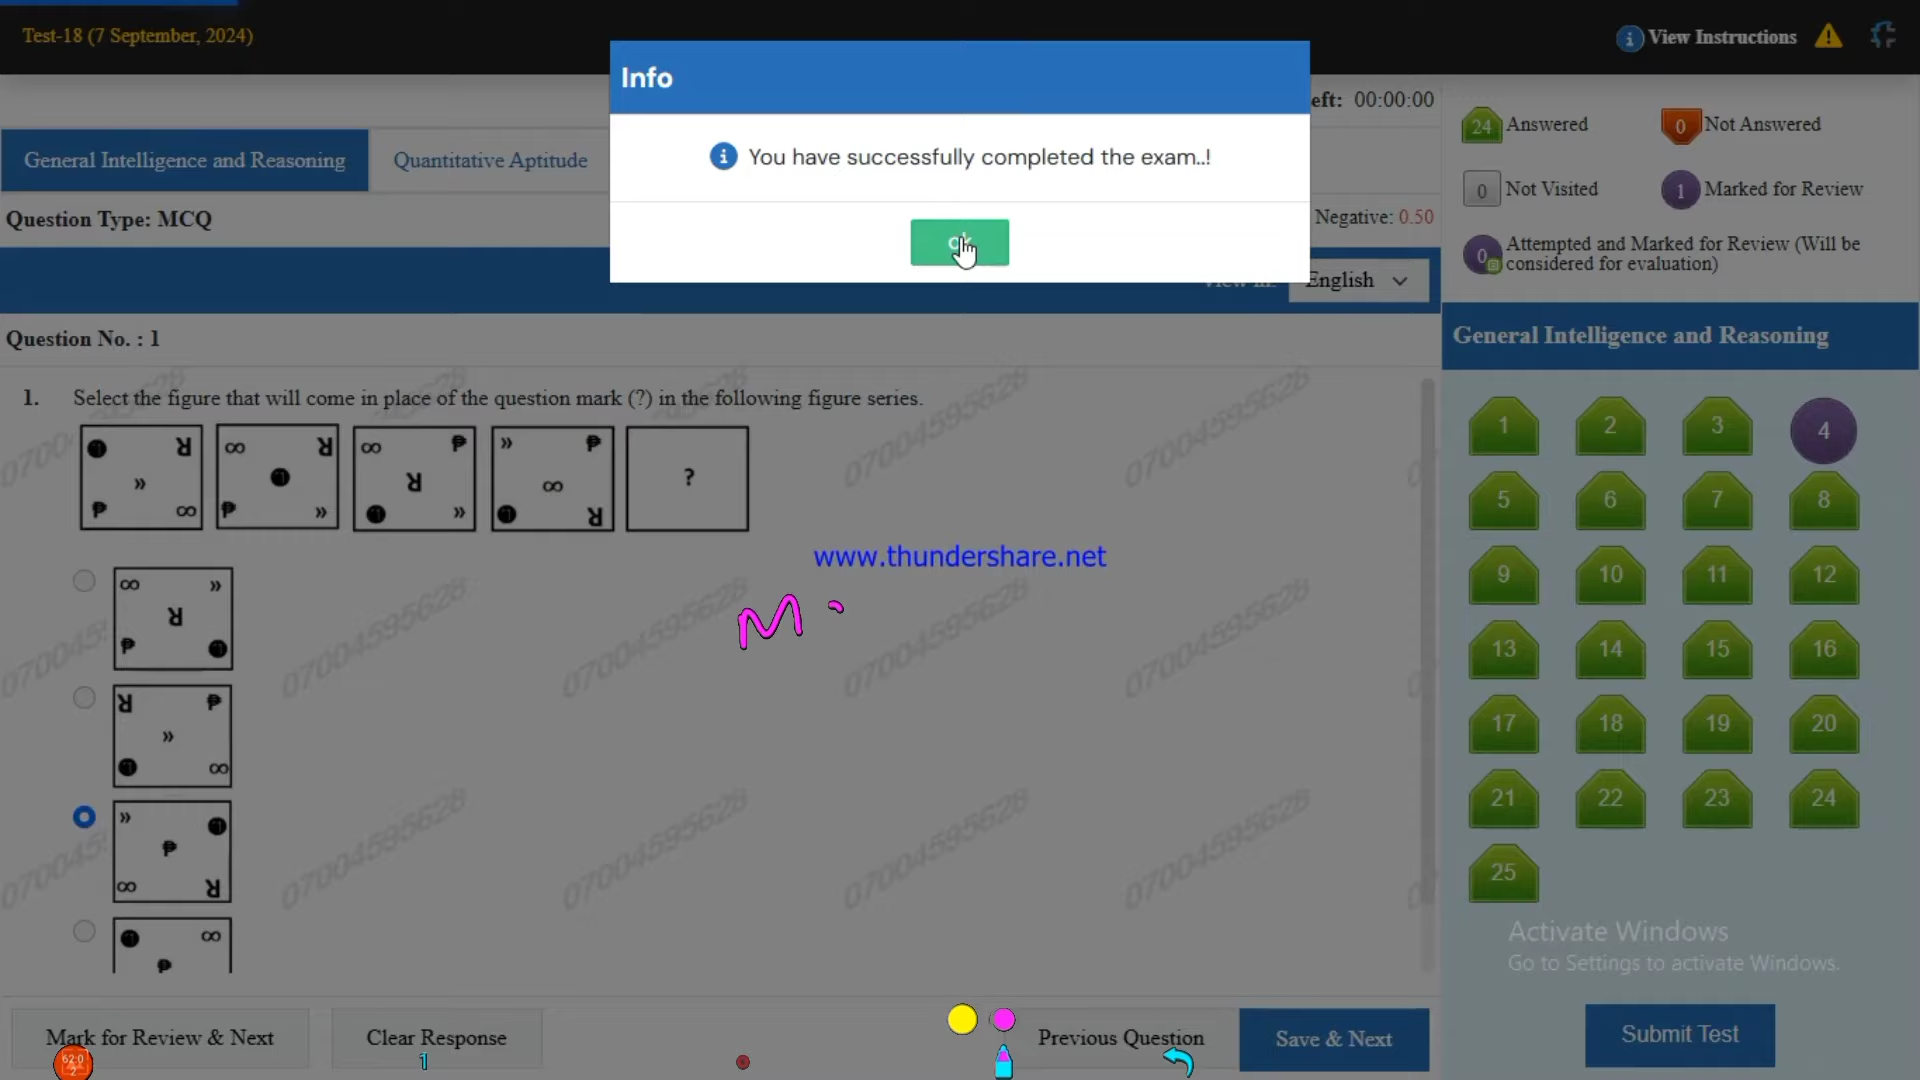 Test-18 (7 September, 2024)
View Instructions
Info
You have successfully completed the exam..!
eft: 00:00:00
General Intelligence and Reasoning
Quantitative Aptitude
Question Type: MCQ
Negative: 0.50
English
24 Answered
0 Not Answered
0 Not Visited
1 Marked for Review
0 Attempted and Marked for Review (Will be
considered for evaluation)
General Intelligence and Reasoning
Question No. : 1
1. Select the figure that will come in place of the question mark (?) in the following figure series.
?
www.thundershare.net
M
07004595628
1 2 3 4
5 6 7 8
9 10 11 12
13 14 15 16
17 18 19 20
21 22 23 24
25
Activate Windows
Go to Settings to activate Windows.
Mark for Review & Next
Clear Response
Previous Question
Save & Next
Submit Test
62:0
2
1